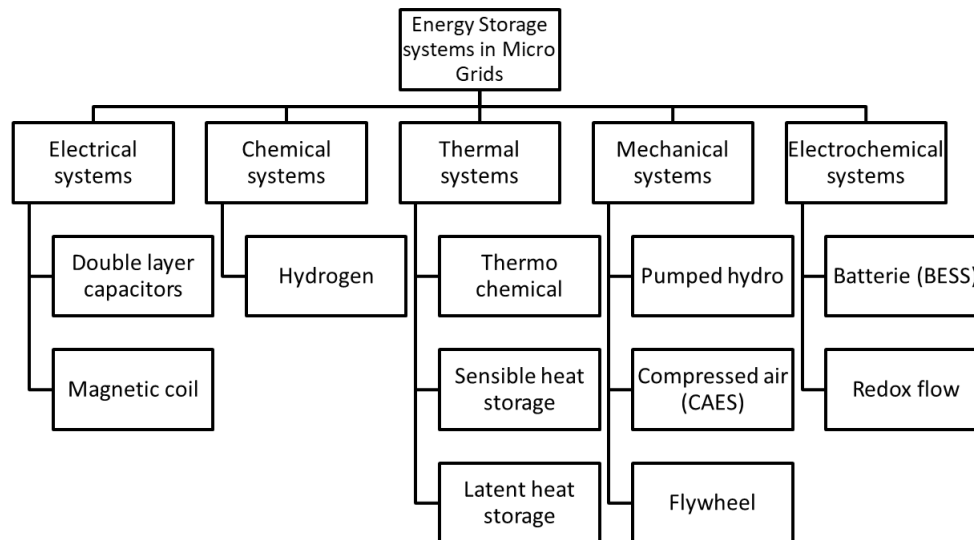 Energy Storage
systems in Micro
Grids
Electrical
systems
Chemical
systems
Thermal
systems
Mechanical
systems
Electrochemical
systems
Double layer
capacitors
Hydrogen
Thermo
chemical
Pumped hydro
Batterie (BESS)
Magnetic coil
Sensible heat
storage
Compressed air
(CAES)
Redox flow
Latent heat
storage
Flywheel